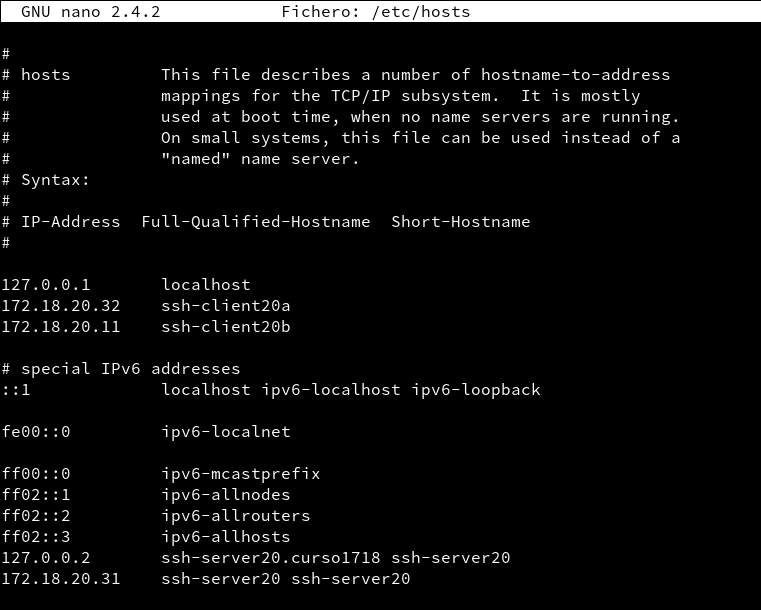 GNU nano 2.4.2            Fichero: /etc/hosts
#
# hosts         This file describes a number of hostname-to-address
#               mappings for the TCP/IP subsystem.  It is mostly
#               used at boot time, when no name servers are running.
#               On small systems, this file can be used instead of a
#               "named" name server.
# Syntax:
#
# IP-Address  Full-Qualified-Hostname  Short-Hostname
#
127.0.0.1       localhost
172.18.20.32    ssh-client20a
172.18.20.11    ssh-client20b
# special IPv6 addresses
::1             localhost ipv6-localhost ipv6-loopback
fe00::0         ipv6-localnet
ff00::0         ipv6-mcastprefix
ff02::1         ipv6-allnodes
ff02::2         ipv6-allrouters
ff02::3         ipv6-allhosts
127.0.0.2       ssh-server20.curso1718 ssh-server20
172.18.20.31    ssh-server20 ssh-server20